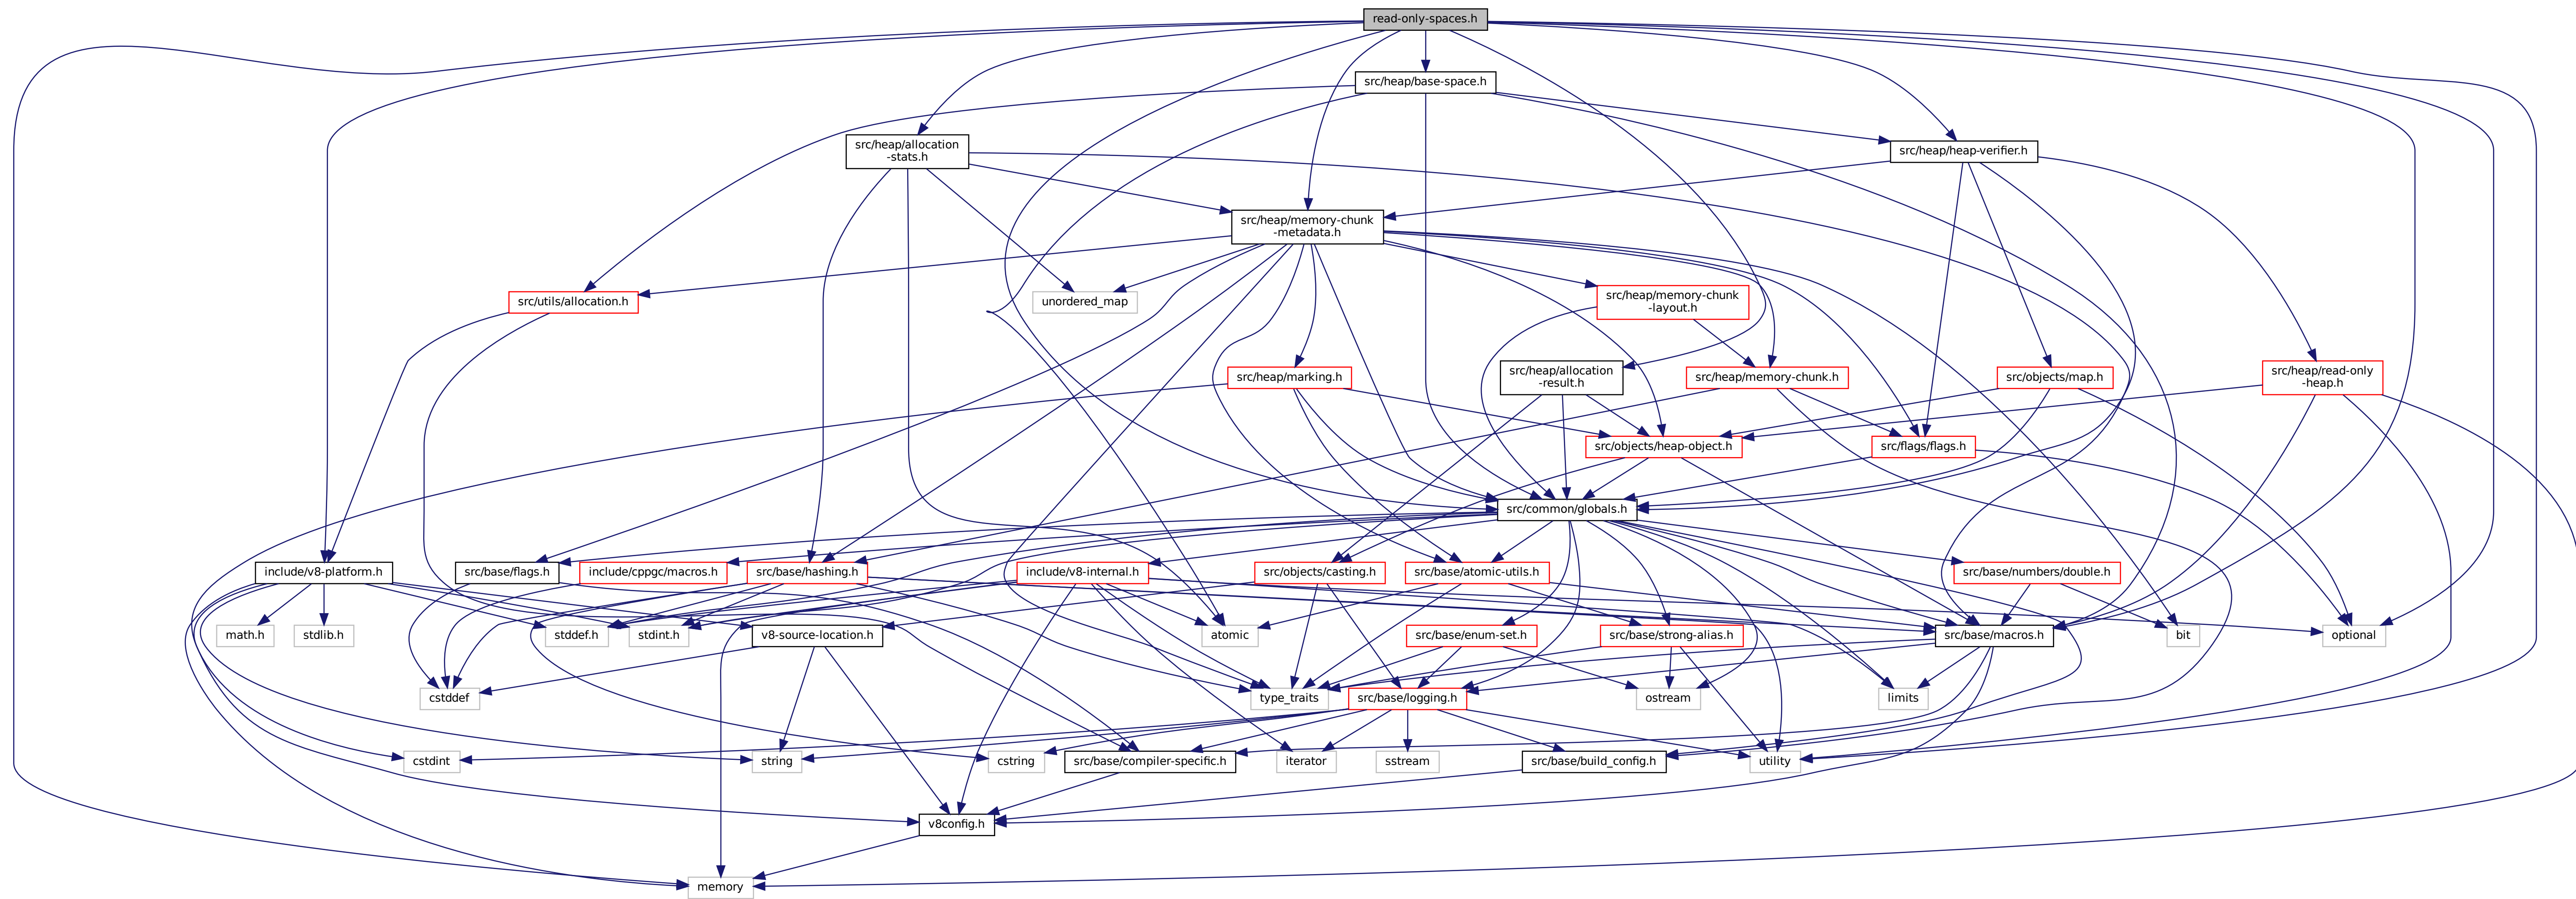 read-only-spaces.h
src/heap/base-space.h
src/heap/allocation
-stats.h
src/heap/heap-verifier.h
src/heap/memory-chunk
-metadata.h
src/utils/allocation.h
unordered_map
src/heap/memory-chunk
-layout.h
src/heap/marking.h
src/heap/allocation
-result.h
src/heap/memory-chunk.h
src/objects/map.h
src/heap/read-only
-heap.h
src/objects/heap-object.h
src/flags/flags.h
src/common/globals.h
include/v8-platform.h
src/base/flags.h
include/cppgc/macros.h
src/base/hashing.h
include/v8-internal.h
src/objects/casting.h
src/base/atomic-utils.h
src/base/numbers/double.h
math.h
stdlib.h
stddef.h
stdint.h
v8-source-location.h
atomic
src/base/enum-set.h
src/base/strong-alias.h
src/base/macros.h
bit
optional
cstddef
type_traits
src/base/logging.h
ostream
limits
cstdint
string
cstring
src/base/compiler-specific.h
iterator
sstream
src/base/build_config.h
utility
v8config.h
memory